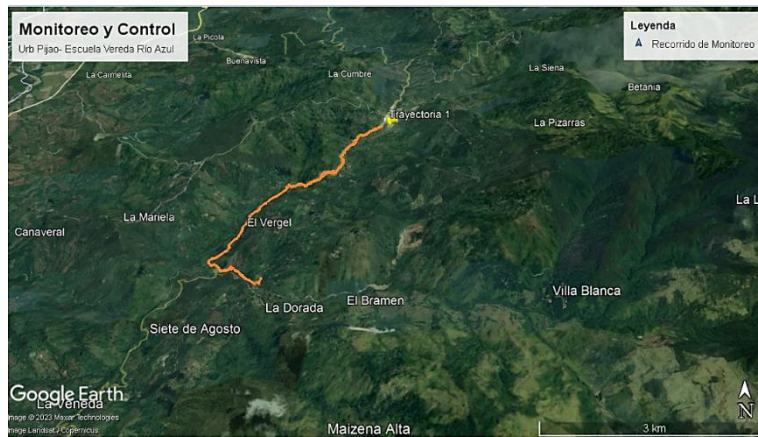 Monitoreo y Control
Urb Pijao- Escuela Vereda Río Azul
Leyenda
Recorrido de Monitoreo
La Picola
Buenavista
La Carmelita
La Cumbre
La Siena
Betania
Trayectoria 1
La Pizarras
La L
La Mariela
El Vergel
Canaveral
La Dorada
El Bramen
Villa Blanca
Siete de Agosto
Google Earth
La Veneda
Image © 2023 Maxar Technologies
Image Landsat / Copernicus
Maizena Alta
3 km
N